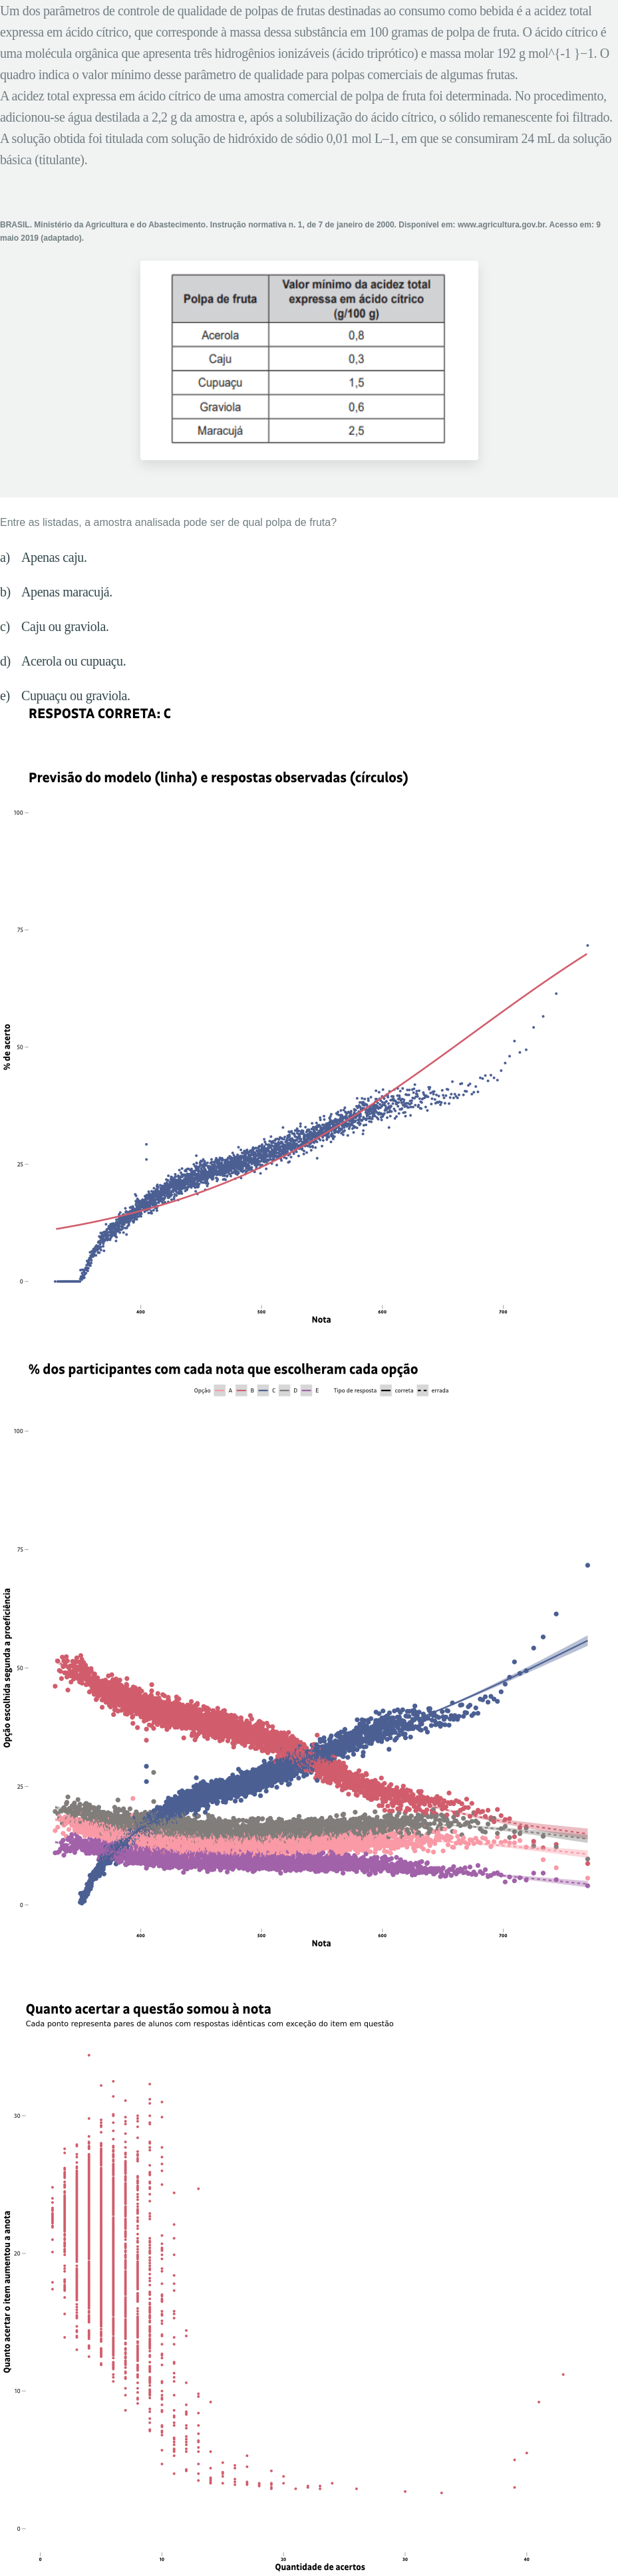 Um dos parâmetros de controle de qualidade de polpas de frutas destinadas ao consumo como bebida é a acidez total
expressa em ácido cítrico, que corresponde à massa dessa substância em 100 gramas de polpa de fruta. O ácido cítrico é
uma molécula orgânica que apresenta três hidrogênios ionizáveis (ácido triprótico) e massa molar 192 g mol^{-1 }−1. O
quadro indica o valor mínimo desse parâmetro de qualidade para polpas comerciais de algumas frutas.
A acidez total expressa em ácido cítrico de uma amostra comercial de polpa de fruta foi determinada. No procedimento,
adicionou-se água destilada a 2,2 g da amostra e, após a solubilização do ácido cítrico, o sólido remanescente foi filtrado.
A solução obtida foi titulada com solução de hidróxido de sódio 0,01 mol L–1, em que se consumiram 24 mL da solução
básica (titulante).
BRASIL. Ministério da Agricultura e do Abastecimento. Instrução normativa n. 1, de 7 de janeiro de 2000. Disponível em: www.agricultura.gov.br. Acesso em: 9
maio 2019 (adaptado).
Polpa de fruta
Valor mínimo da acidez total
expressa em ácido cítrico
(g/100 g)
Acerola 0,8
Caju 0,3
Cupuaçu 1,5
Graviola 0,6
Maracujá 2,5
Entre as listadas, a amostra analisada pode ser de qual polpa de fruta?
a) Apenas caju.
b) Apenas maracujá.
c) Caju ou graviola.
d) Acerola ou cupuaçu.
e) Cupuaçu ou graviola.
RESPOSTA CORRETA: C
Previsão do modelo (linha) e respostas observadas (círculos)
100
75
50
25
0
% de acerto
400 500 600 700
Nota
% dos participantes com cada nota que escolheram cada opção
Opção A B C D E Tipo de resposta correta errada
100
75
50
25
0
Opção escolhida segunda a proeficiência
400 500 600 700
Nota
Quanto acertar a questão somou à nota
Cada ponto representa pares de alunos com respostas idênticas com exceção do item em questão
30
20
10
0
Quanto acertar o item aumentou a anota
0 10 20 30 40
Quantidade de acertos